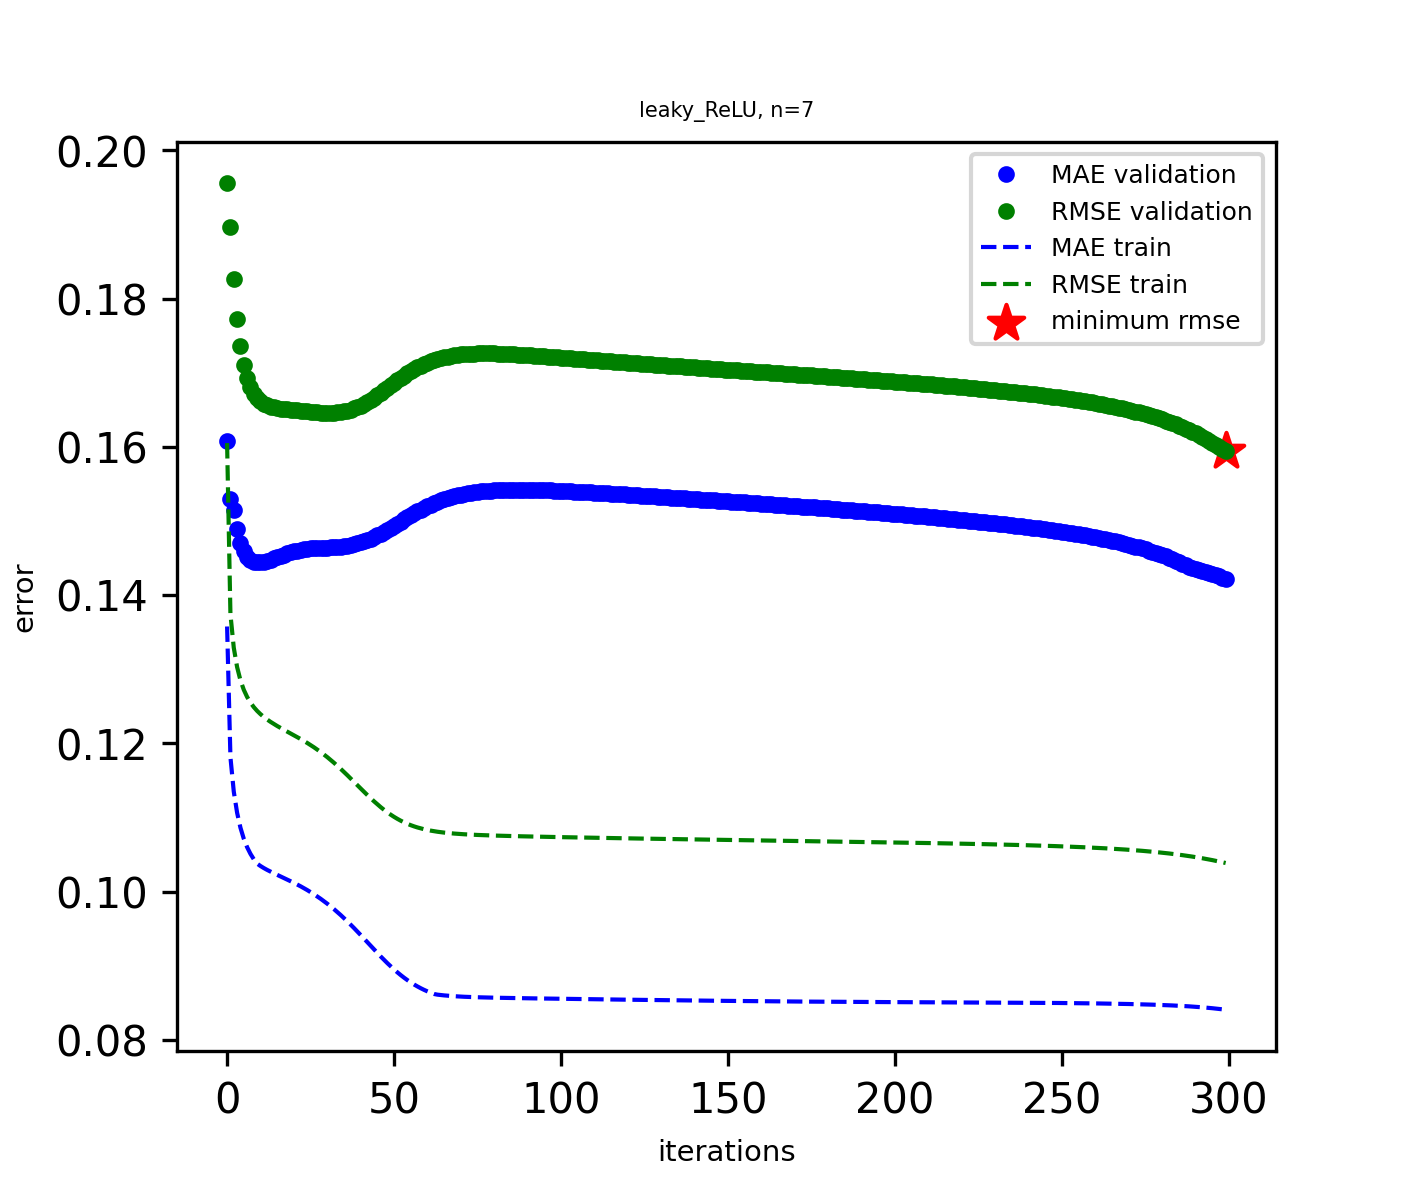 leaky_ReLU, n=7
0.20
0.18
0.16
0.14
0.12
0.10
0.08
error
MAE validation
RMSE validation
MAE train
RMSE train
minimum rmse
0 50 100 150 200 250 300
iterations